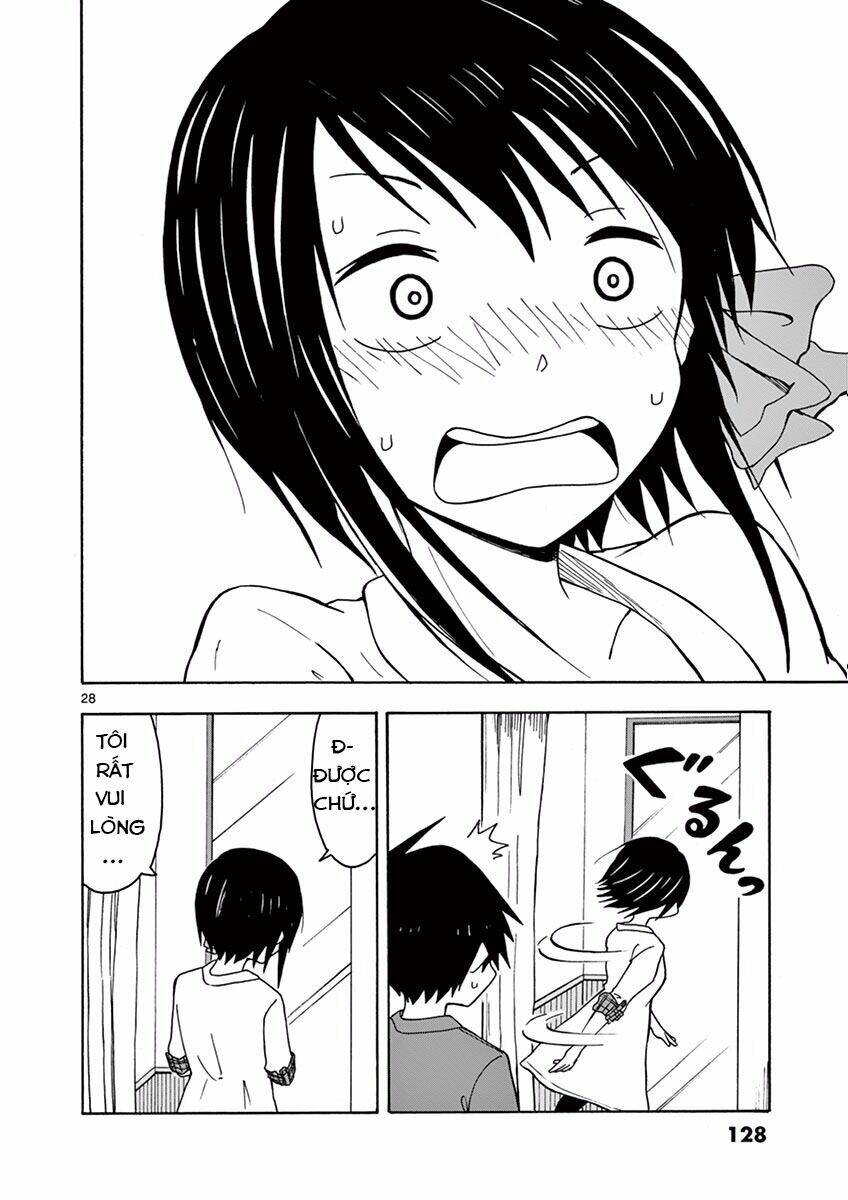 28
ぐるんっ
Đ-
ĐƯỢC
CHỨ...
TÔI
RẤT
VUI
LÒNG
...
128